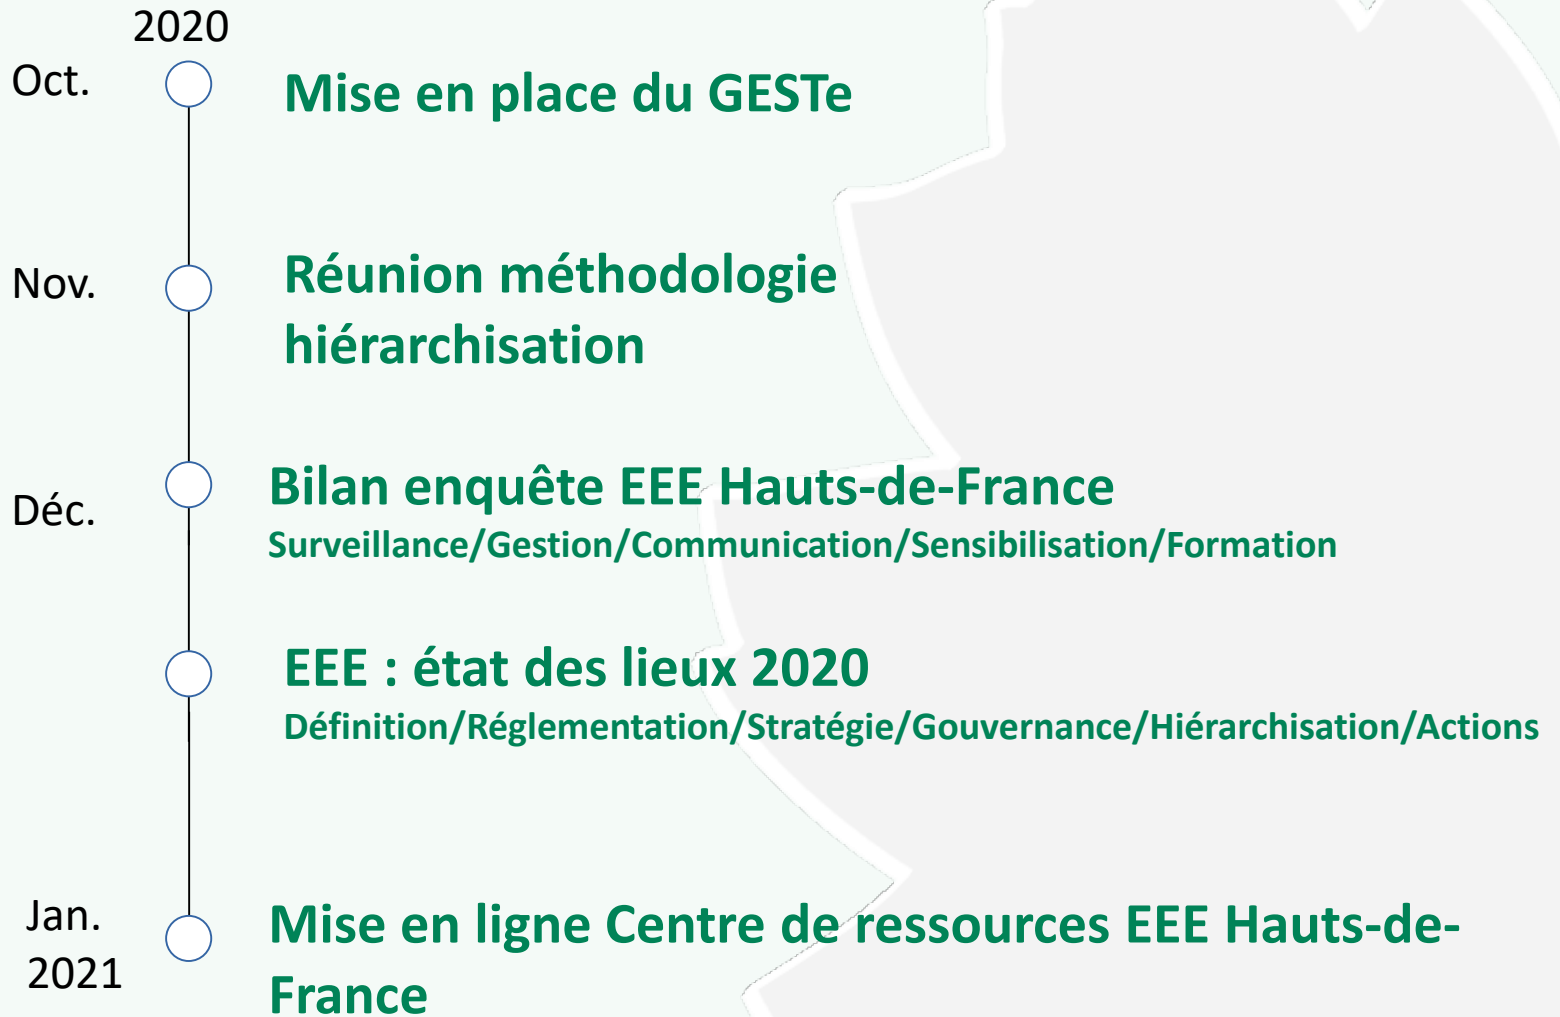 2020
Oct.
Mise en place du GESTe
Nov.
Réunion méthodologie
hiérarchisation
Déc.
Bilan enquête EEE Hauts-de-France
Surveillance/Gestion/Communication/Sensibilisation/Formation
EEE : état des lieux 2020
Définition/Réglementation/Stratégie/Gouvernance/Hiérarchisation/Actions
Jan.
2021
Mise en ligne Centre de ressources EEE Hauts-de-
France